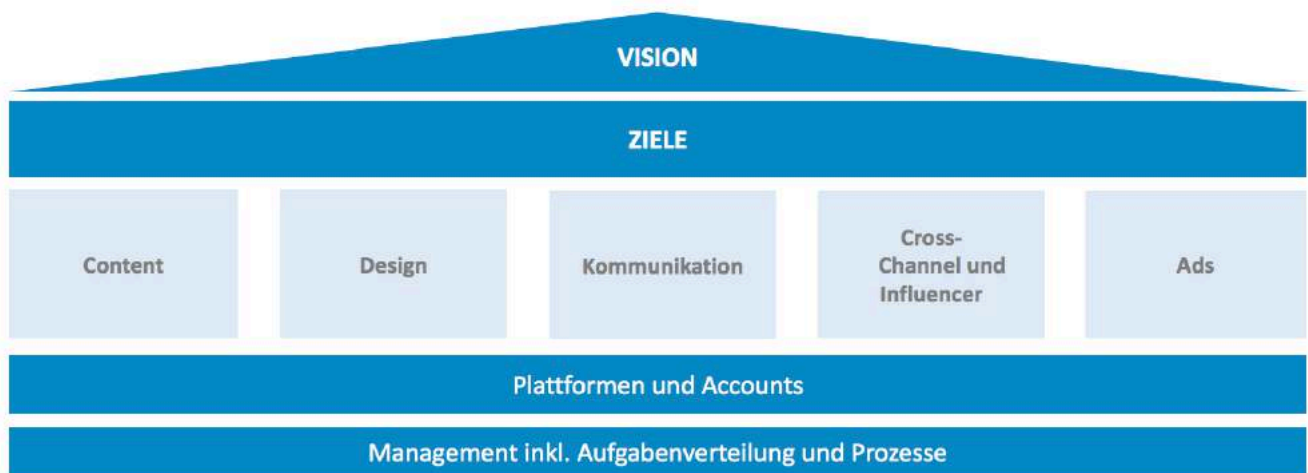 VISION
ZIELE
Content
Design
Kommunikation
Cross-
Channel und
Influencer
Ads
Plattformen und Accounts
Management inkl. Aufgabenverteilung und Prozesse